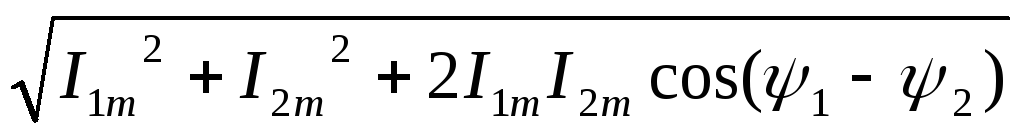 √(I₁ₘ² + I₂ₘ² + 2I₁ₘI₂ₘ cos(ψ₁ - ψ₂))